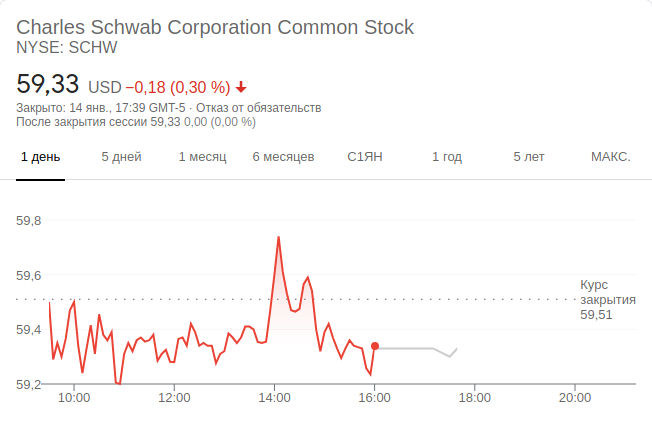 Charles Schwab Corporation Common Stock
NYSE: SCHW
59,33 USD −0,18 (0,30 %)
Закрыто: 14 янв., 17:39 GMT-5 · Отказ от обязательств
После закрытия сессии 59,33 0,00 (0,00 %)
1 день 5 дней 1 месяц 6 месяцев С1ЯН 1 год 5 лет МАКС.
59,8
59,6
Курс
закрытия
59,51
59,4
59,2
10:00 12:00 14:00 16:00 18:00 20:00